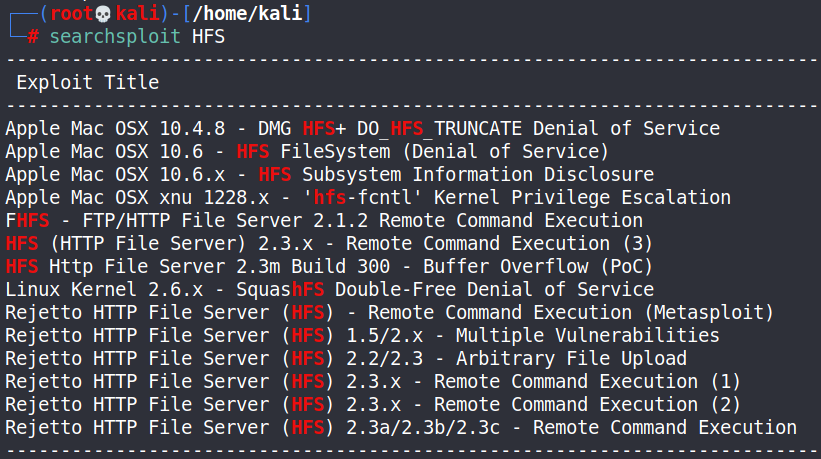 (root💀kali)-[/home/kali]
# searchsploit HFS
--------------------------------------------------------------------------
Exploit Title
--------------------------------------------------------------------------
Apple Mac OSX 10.4.8 - DMG HFS+ DO_HFS_TRUNCATE Denial of Service
Apple Mac OSX 10.6 - HFS FileSystem (Denial of Service)
Apple Mac OSX 10.6.x - HFS Subsystem Information Disclosure
Apple Mac OSX xnu 1228.x - 'hfs-fcntl' Kernel Privilege Escalation
FHFS - FTP/HTTP File Server 2.1.2 Remote Command Execution
HFS (HTTP File Server) 2.3.x - Remote Command Execution (3)
HFS Http File Server 2.3m Build 300 - Buffer Overflow (PoC)
Linux Kernel 2.6.x - SquashFS Double-Free Denial of Service
Rejetto HTTP File Server (HFS) - Remote Command Execution (Metasploit)
Rejetto HTTP File Server (HFS) 1.5/2.x - Multiple Vulnerabilities
Rejetto HTTP File Server (HFS) 2.2/2.3 - Arbitrary File Upload
Rejetto HTTP File Server (HFS) 2.3.x - Remote Command Execution (1)
Rejetto HTTP File Server (HFS) 2.3.x - Remote Command Execution (2)
Rejetto HTTP File Server (HFS) 2.3a/2.3b/2.3c - Remote Command Execution
--------------------------------------------------------------------------